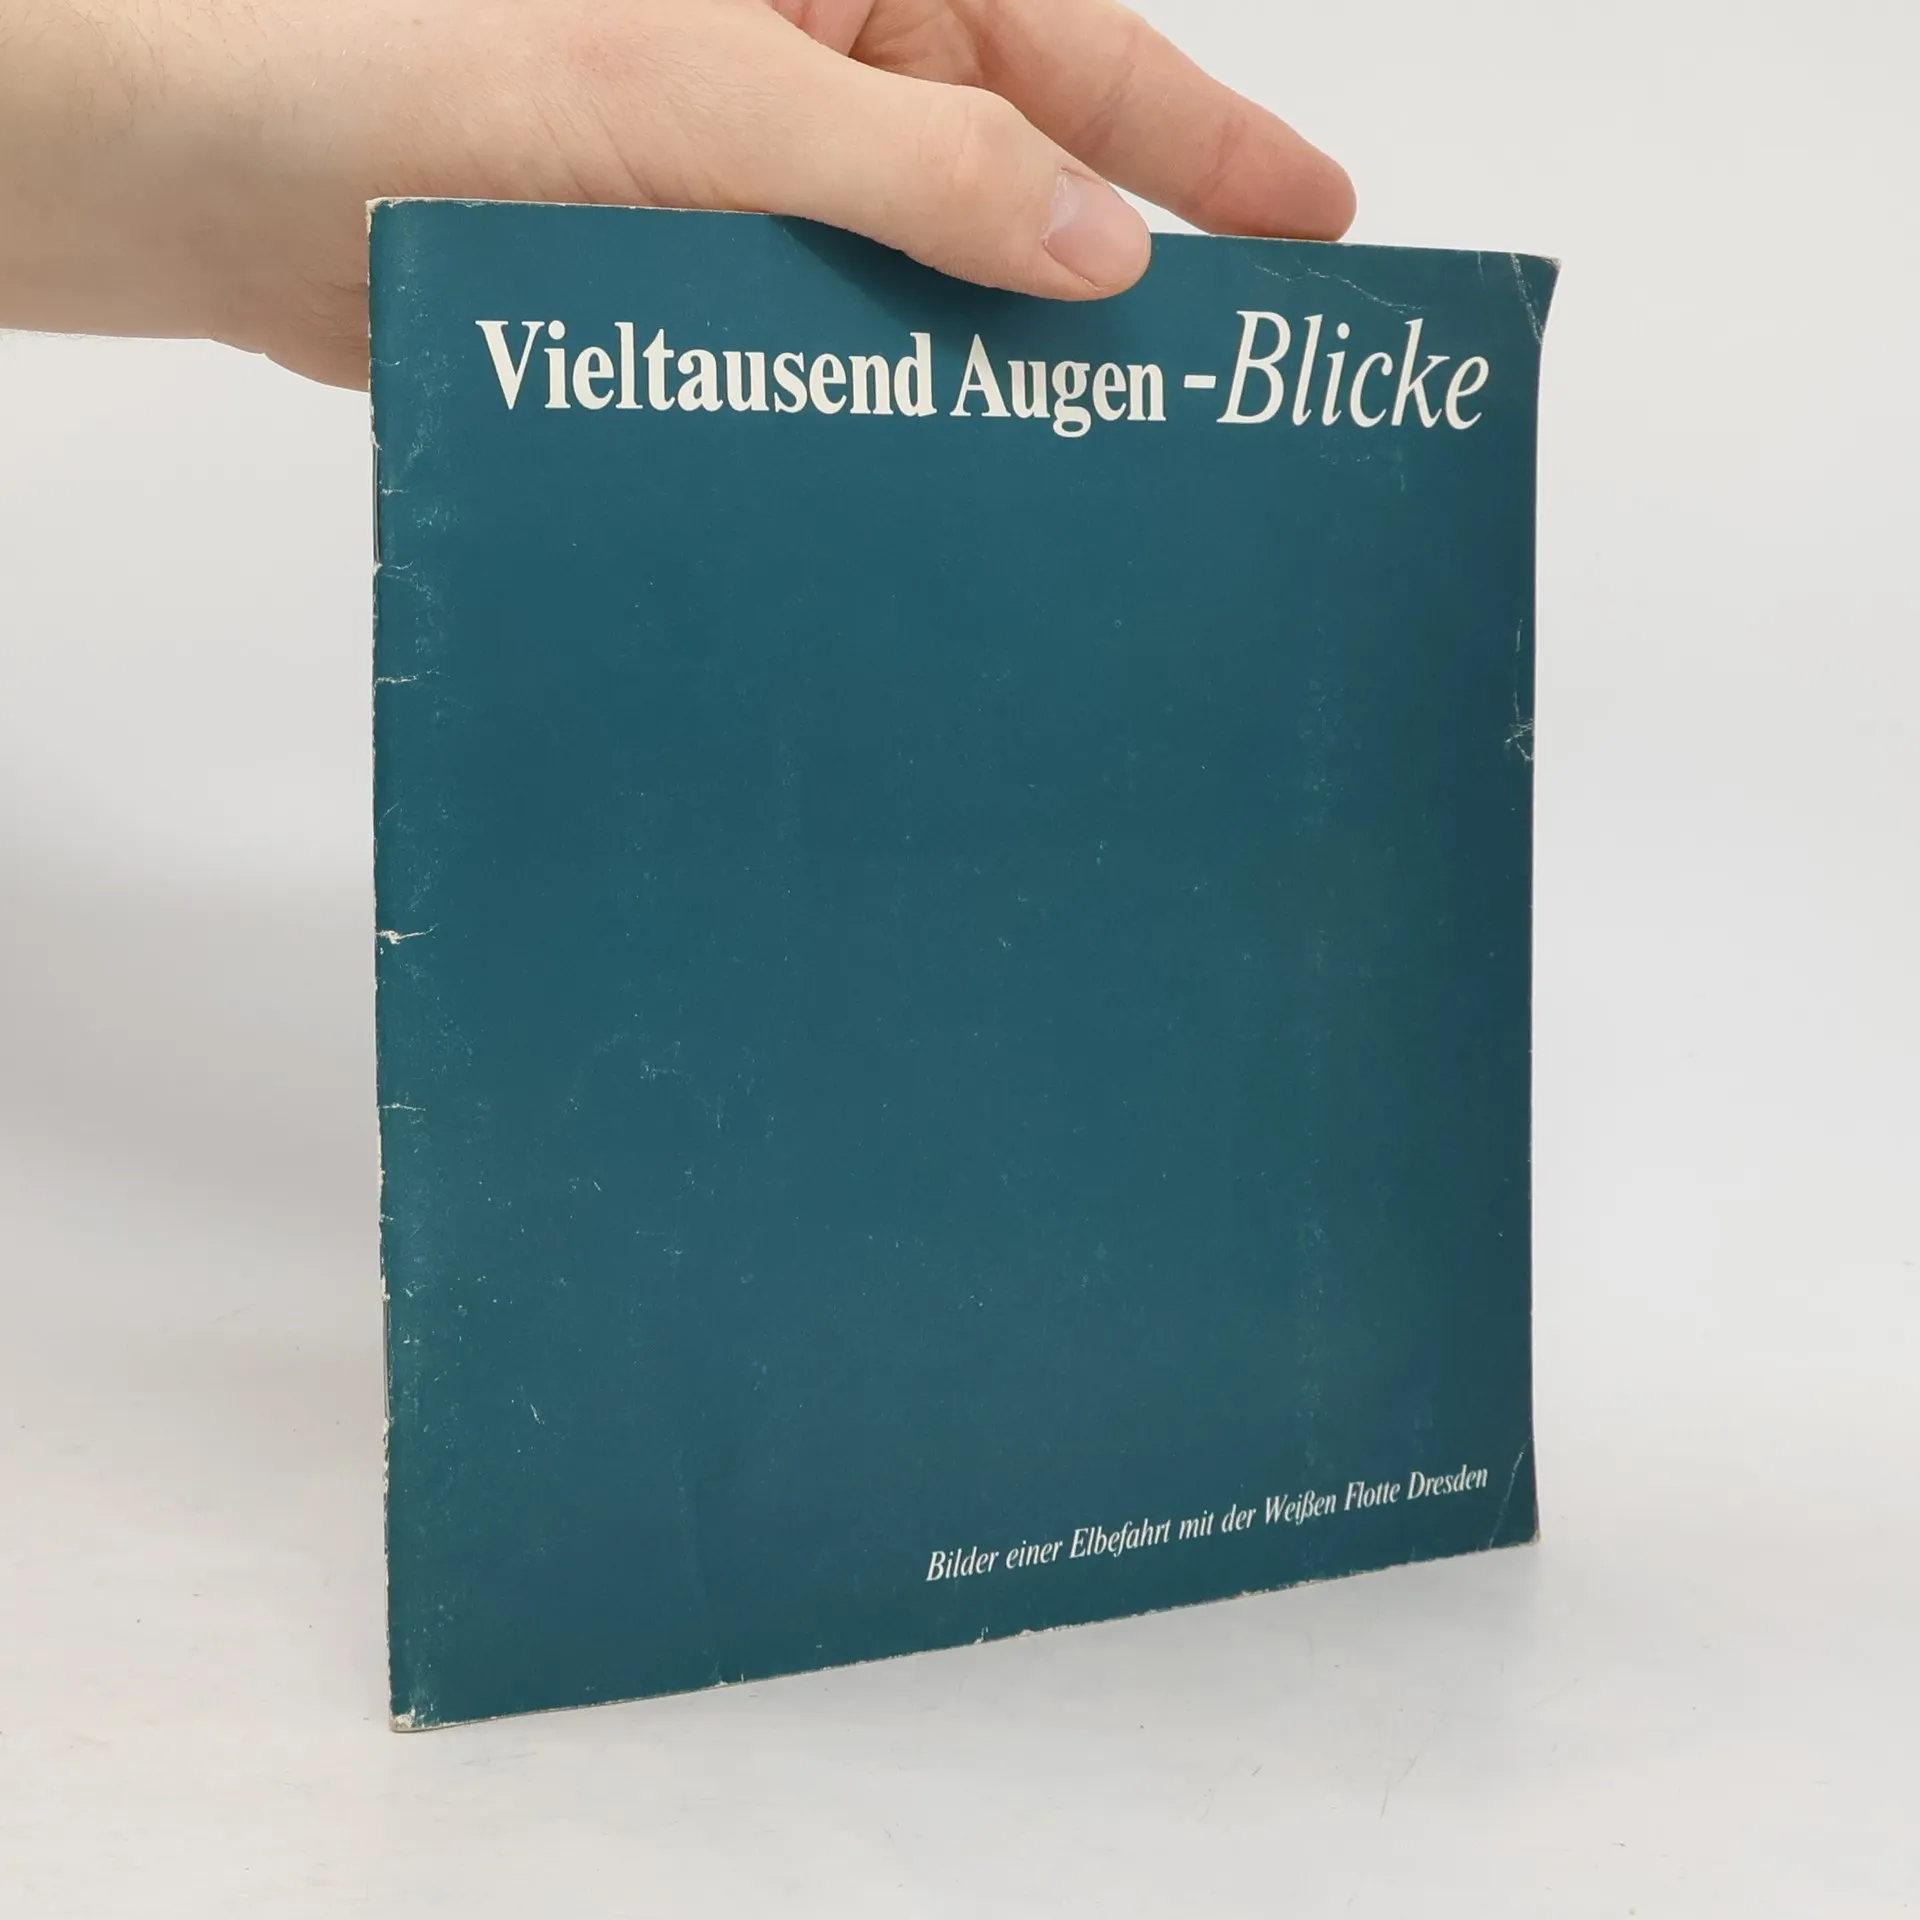 Vieltausend Augen -Blicke
Bilder einer Elbefahrt mit der Weißen Flotte Dresden